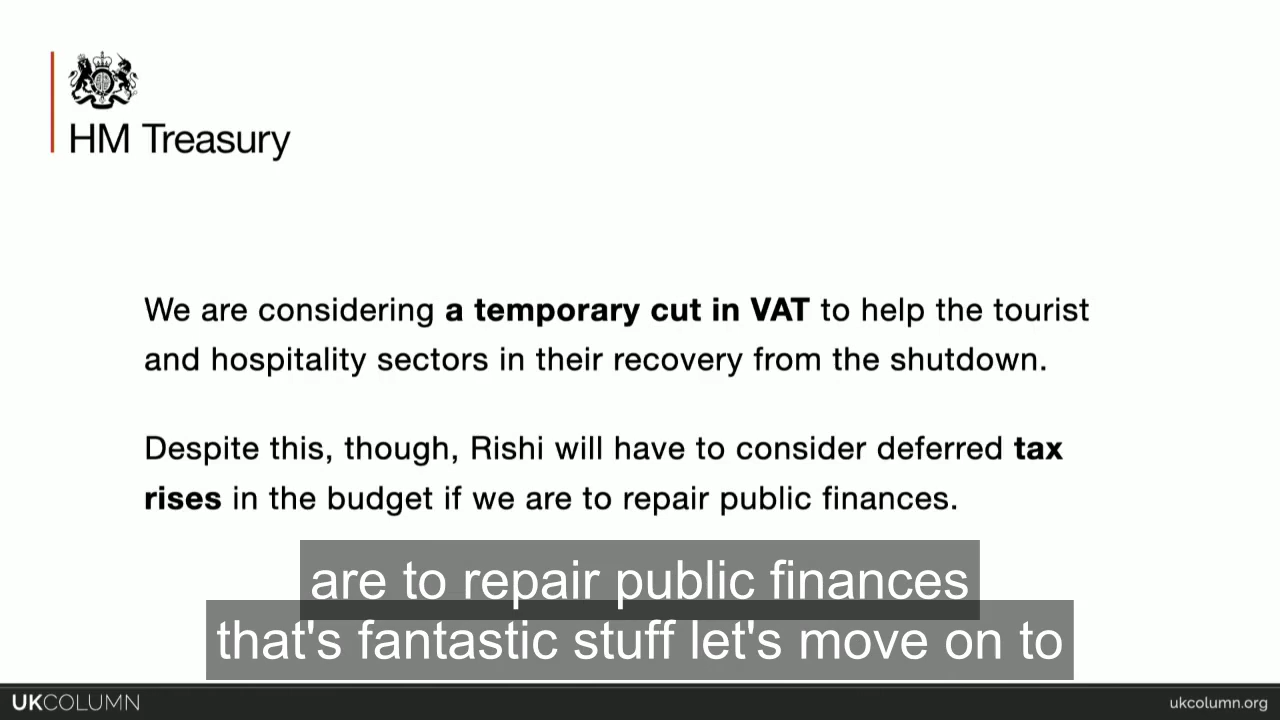 HM Treasury
We are considering a temporary cut in VAT to help the tourist
and hospitality sectors in their recovery from the shutdown.
Despite this, though, Rishi will have to consider deferred tax
rises in the budget if we are to repair public finances.
are to repair public finances
that's fantastic stuff let's move on to
UKCOLUMN
ukcolumn.org